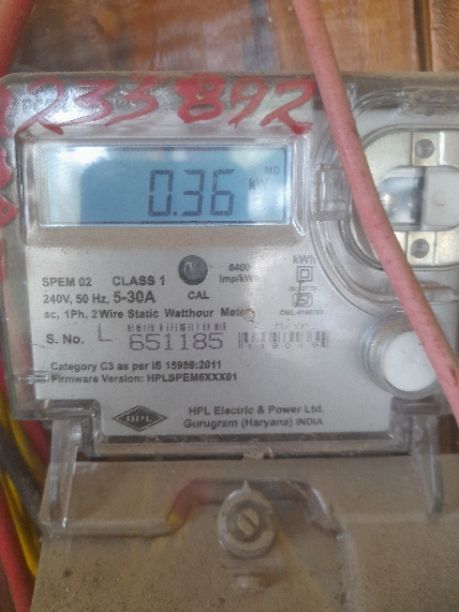 233892
0.36
MD
kW
SPEM 02 CLASS 1
240V, 50 Hz, 5-30A
CAL
6400
Imp/kWh
kWh
ac, 1Ph, 2Wire Static Watthour Meter
S. No. L 651185
Category C3 as per IS 15959:2011
Firmware Version: HPLSPEM6XXX01
HPL
HPL Electric & Power Ltd.
Gurugram (Haryana) INDIA